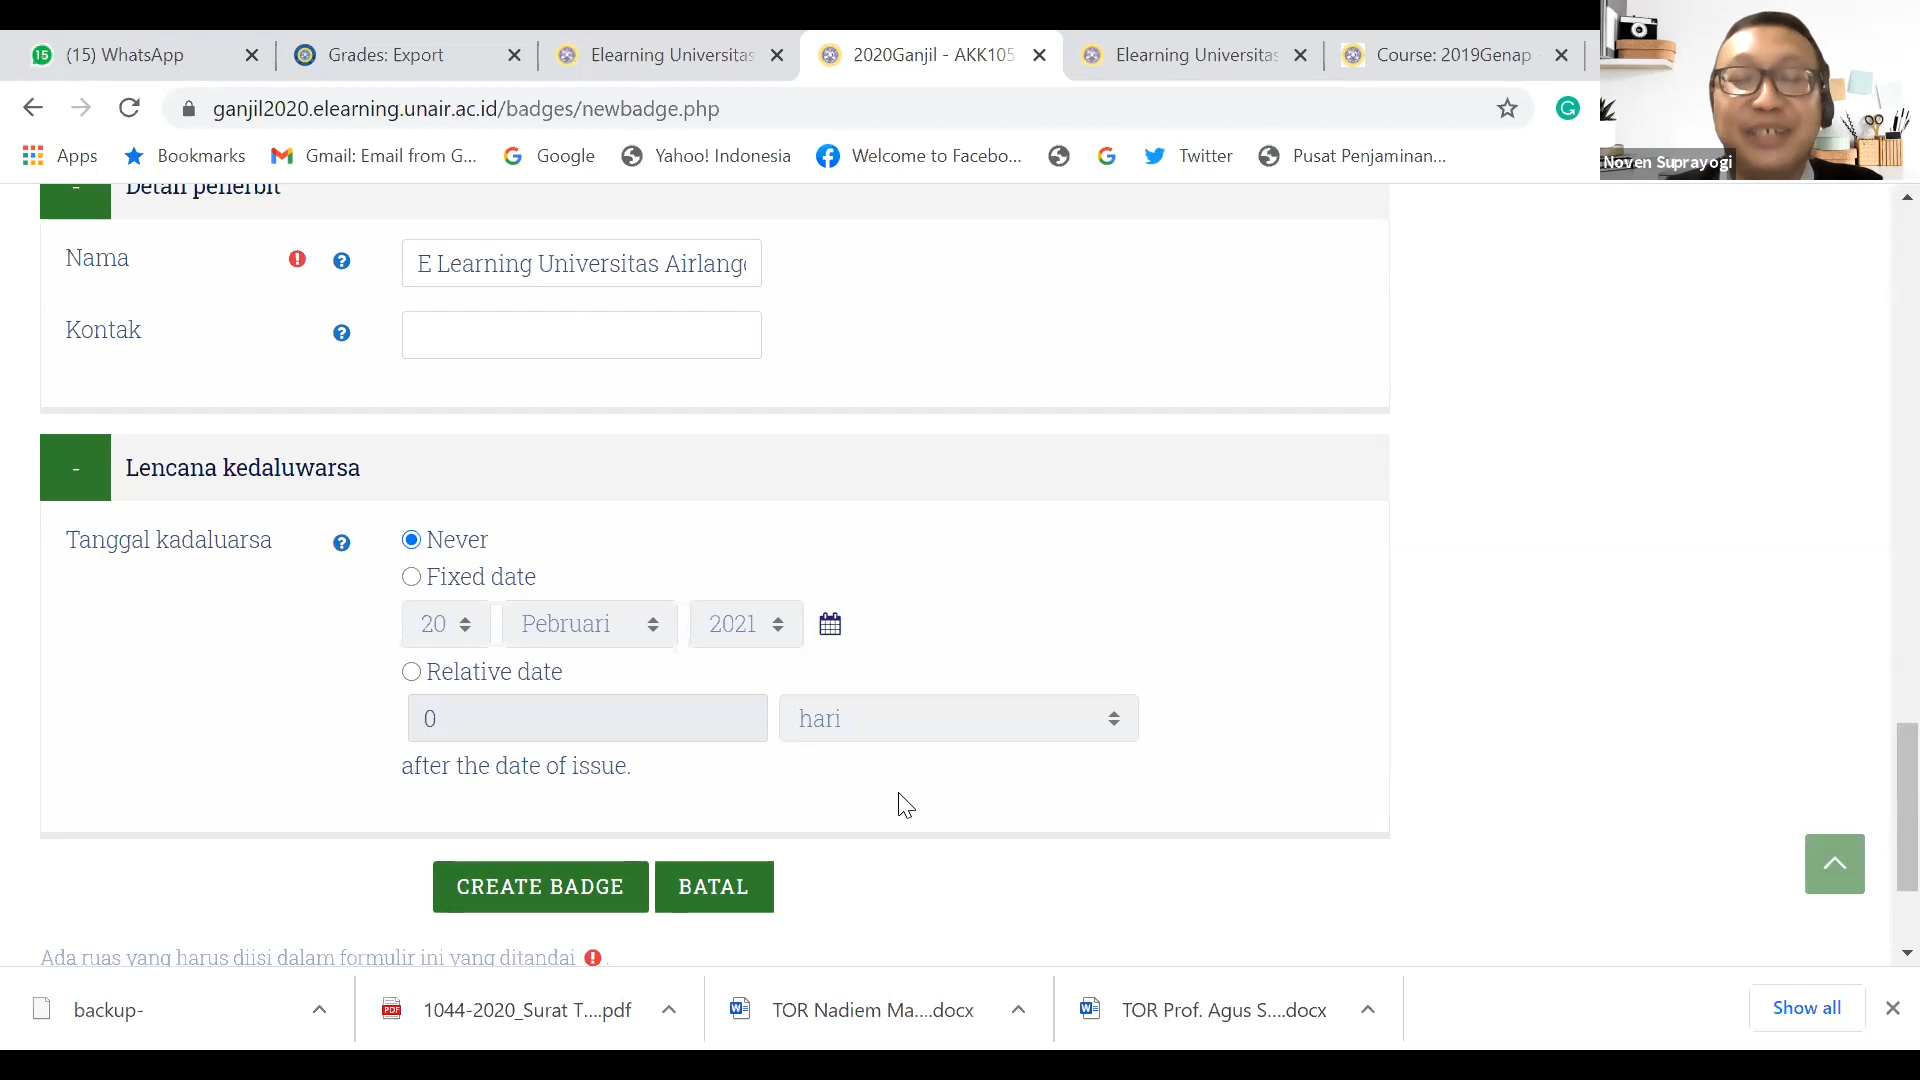 (15) WhatsApp
Grades: Export
Elearning Universitas
2020Ganjil - AKK105
Elearning Universitas
Course: 2019Genap
ganjil2020.elearning.unair.ac.id/badges/newbadge.php
Apps
Bookmarks
Gmail: Email from G...
Google
Yahoo! Indonesia
Welcome to Facebo...
Twitter
Pusat Penjaminan...
Noven Suprayogi
- Detail penerbit
Nama
E Learning Universitas Airlang
Kontak
- Lencana kedaluwarsa
Tanggal kadaluarsa
Never
Fixed date
20 Pebruari 2021
Relative date
0 hari
after the date of issue.
CREATE BADGE BATAL
Ada ruas yang harus diisi dalam formulir ini yang ditandai .
backup-
1044-2020_Surat T....pdf
TOR Nadiem Ma....docx
TOR Prof. Agus S....docx
Show all